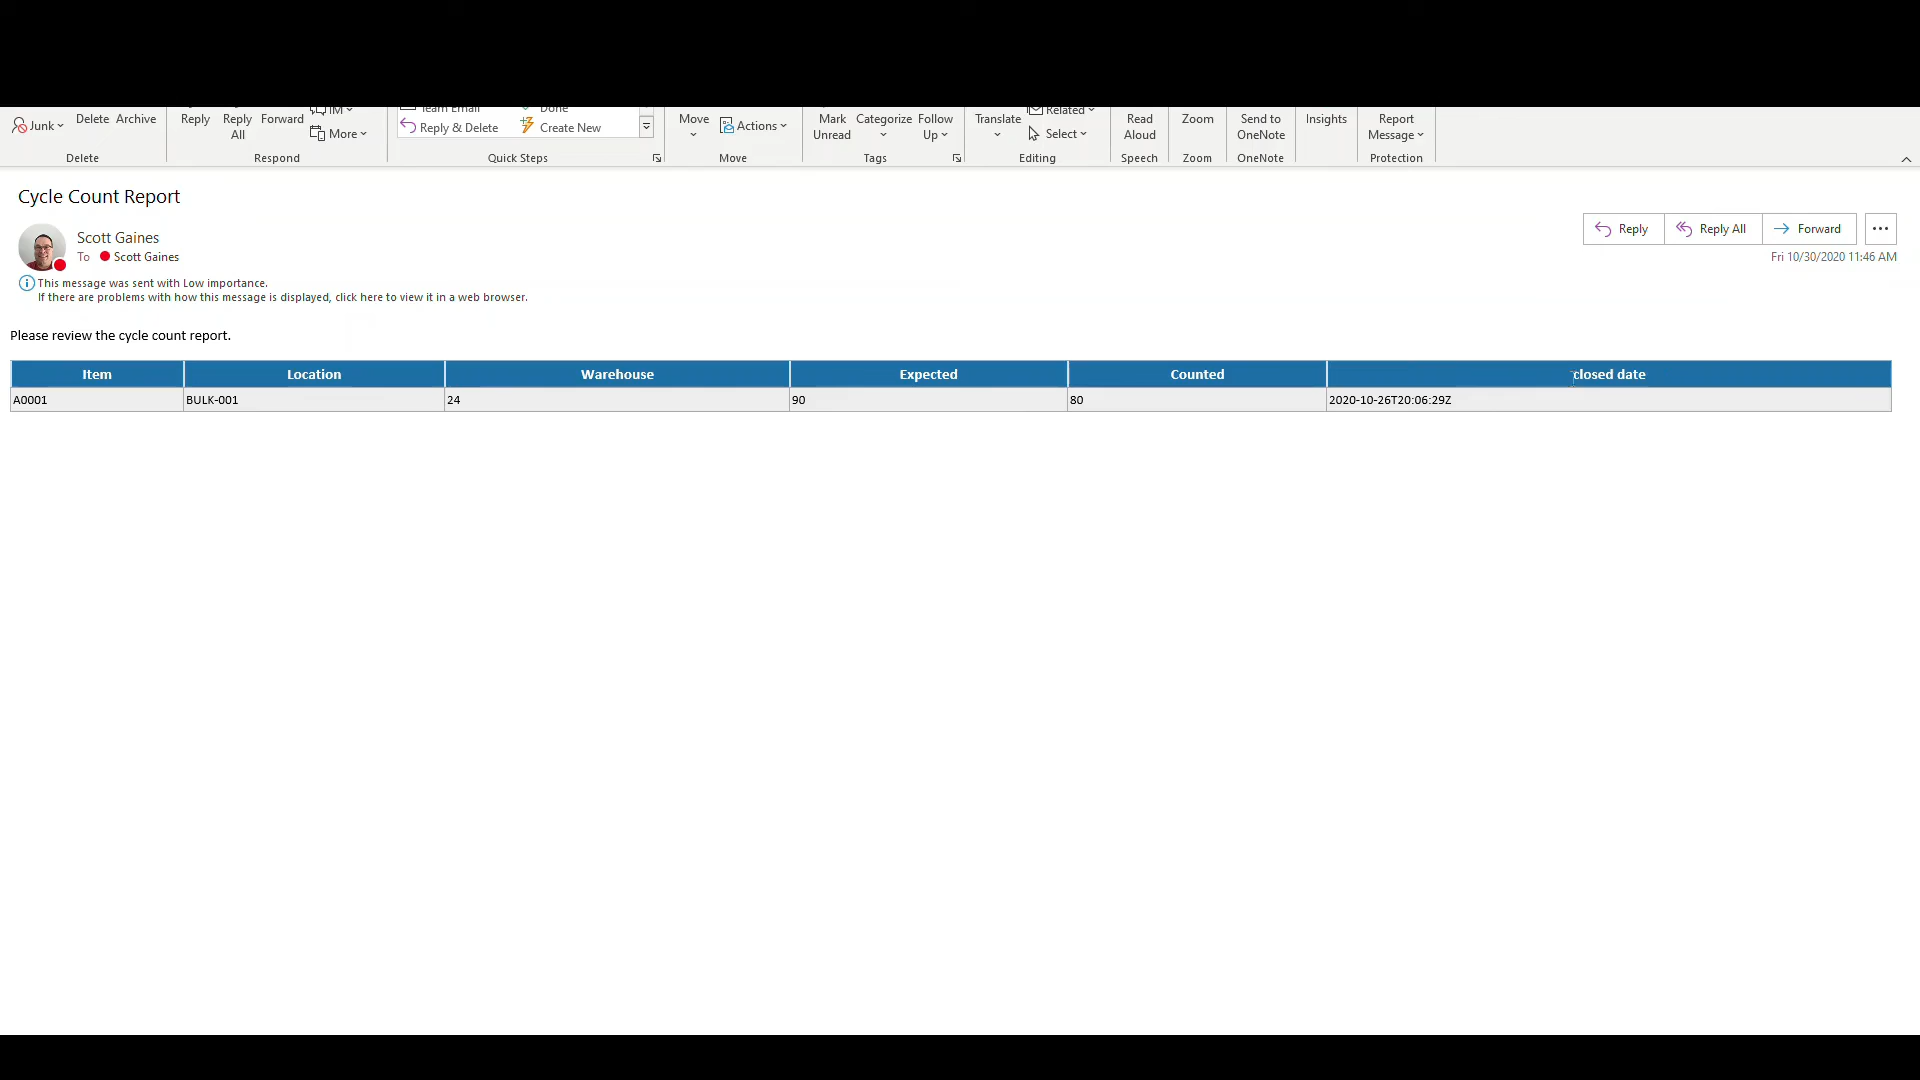 IM
Team Email
Done
Related
Junk
Delete
Archive
Reply
Reply All
Forward
More
Reply & Delete
Create New
Move
Actions
Mark Unread
Categorize
Follow Up
Translate
Select
Read Aloud
Zoom
Send to OneNote
Insights
Report Message
Delete
Respond
Quick Steps
Move
Tags
Editing
Speech
Zoom
OneNote
Protection
Cycle Count Report
Scott Gaines
To Scott Gaines
Reply
Reply All
Forward
Fri 10/30/2020 11:46 AM
This message was sent with Low importance.
If there are problems with how this message is displayed, click here to view it in a web browser.
Please review the cycle count report.
Item Location Warehouse Expected Counted closed date
A0001 BULK-001 24 90 80 2020-10-26T20:06:29Z